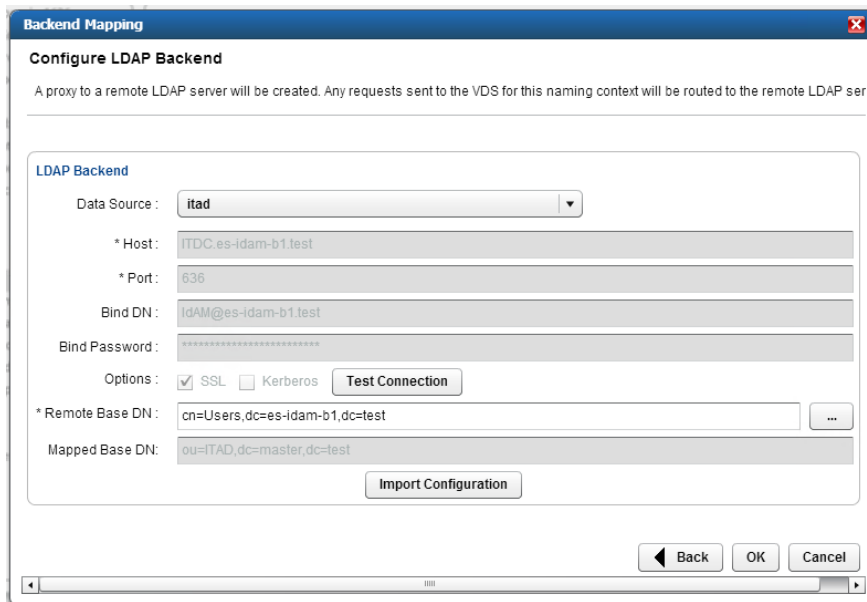 Backend Mapping
Configure LDAP Backend
A proxy to a remote LDAP server will be created. Any requests sent to the VDS for this naming context will be routed to the remote LDAP ser
LDAP Backend
Data Source : itad
* Host : ITDC.es-idam-b1.test
* Port : 636
Bind DN : IdAM@es-idam-b1.test
Bind Password : *************************
Options : SSL Kerberos Test Connection
* Remote Base DN : cn=Users,dc=es-idam-b1,dc=test ...
Mapped Base DN: ou=ITAD,dc=master,dc=test
Import Configuration
Back OK Cancel